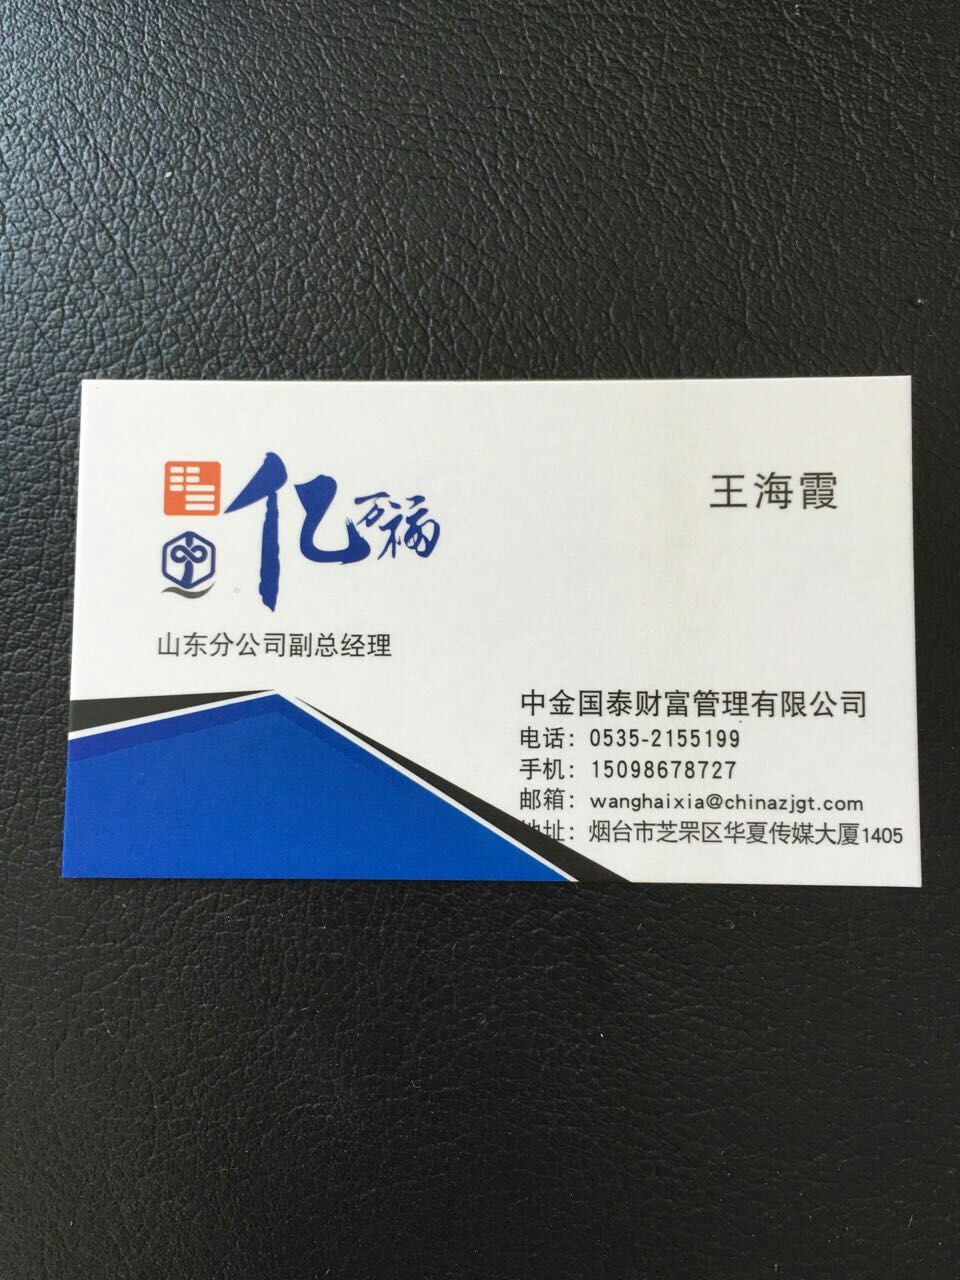 亿万福
王海霞
山东分公司副总经理
中金国泰财富管理有限公司
电话：0535-2155199
手机：15098678727
邮箱：wanghaixia@chinazjgt.com
地址：烟台市芝罘区华夏传媒大厦1405